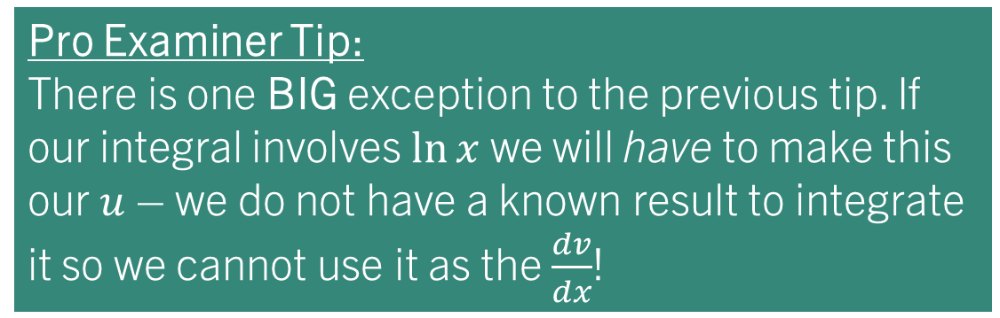 Pro Examiner Tip:
There is one BIG exception to the previous tip. If
our integral involves ln x we will have to make this
our u – we do not have a known result to integrate
it so we cannot use it as the dv/dx!